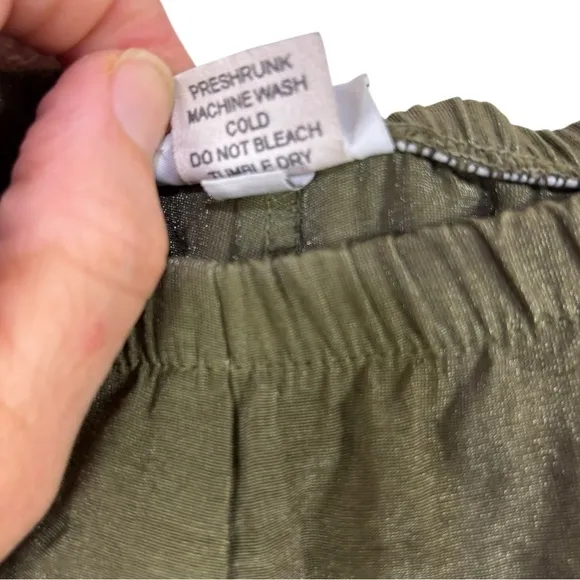 PRESHRUNK
MACHINE WASH
COLD
DO NOT BLEACH
TUMBLE DRY